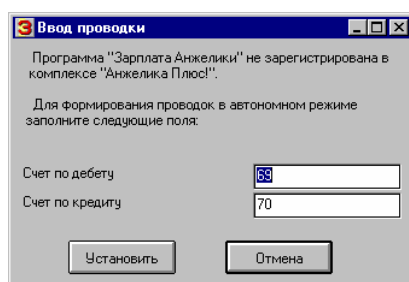 З Ввод проводки
Программа "Зарплата Анжелики" не зарегистрирована в
комплексе "Анжелика Плюс!".
Для формирования проводок в автономном режиме
заполните следующие поля:
Счет по дебету 69
Счет по кредиту 70
Установить Отмена